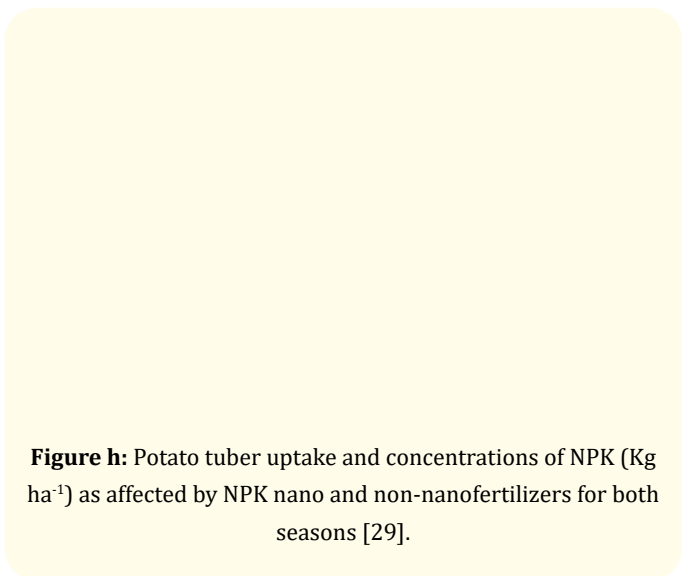 Figure h: Potato tuber uptake and concentrations of NPK (Kg
ha⁻¹) as affected by NPK nano and non-nanofertilizers for both
seasons [29].